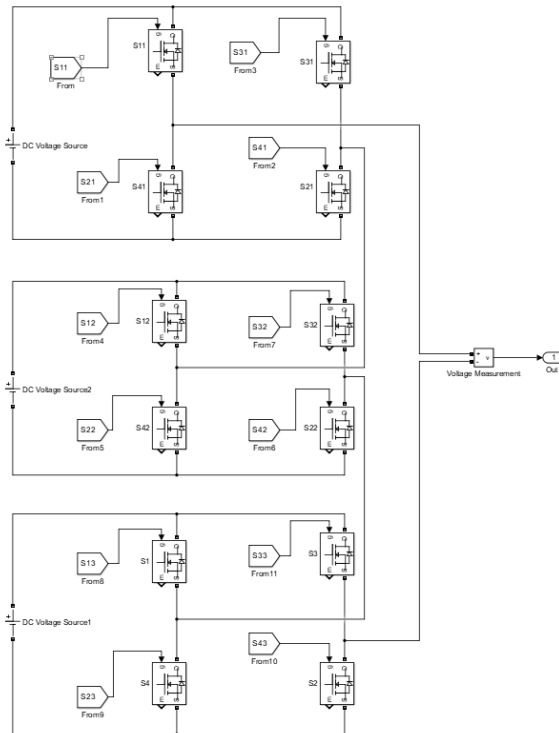 S11
S31
S11
From
From3
S31
DC Voltage Source
S21
From1
S41
S41
From2
S21
S12
From4
S12
S32
From7
S32
DC Voltage Source2
S22
From5
S42
S42
From6
S22
Voltage Measurement
v
1
Out
S13
From8
S1
S33
From11
S3
DC Voltage Source1
S23
From9
S4
S43
From10
S2